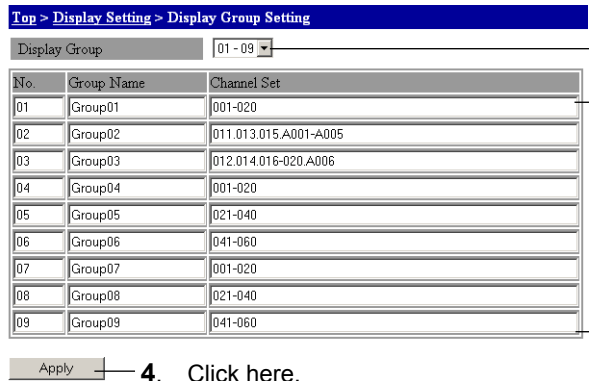 Top > Display Setting > Display Group Setting
Display Group 01 - 09
No. Group Name Channel Set
01 Group01 001-020
02 Group02 011.013.015.A001-A005
03 Group03 012.014.016-020.A006
04 Group04 001-020
05 Group05 021-040
06 Group06 041-060
07 Group07 001-020
08 Group08 021-040
09 Group09 041-060
Apply 4. Click here.